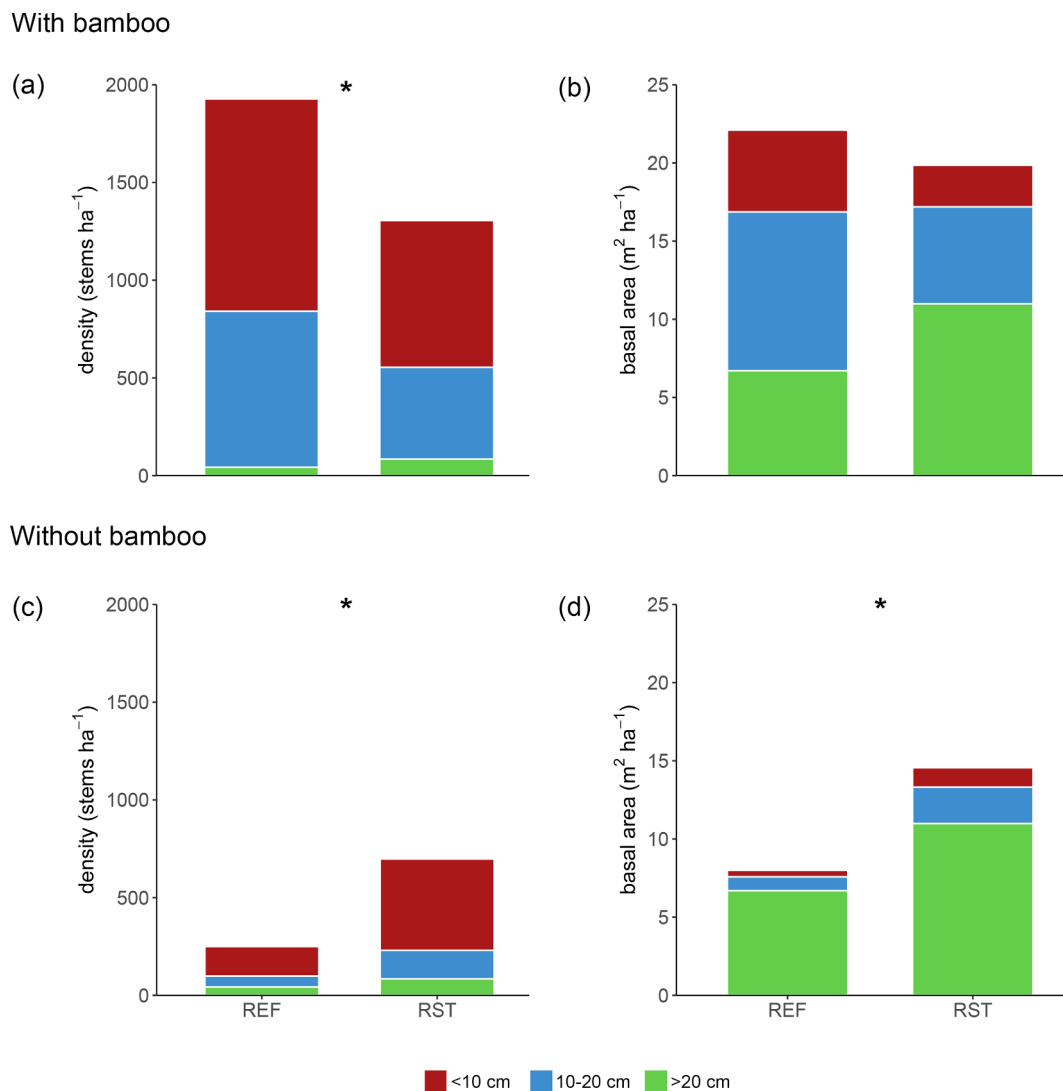 With bamboo
(a)
*
2000
1500
1000
500
0
density (stems ha⁻¹)
(b)
25
20
15
10
5
0
basal area (m² ha⁻¹)
Without bamboo
(c)
*
2000
1500
1000
500
0
density (stems ha⁻¹)
REF RST
(d)
*
25
20
15
10
5
0
basal area (m² ha⁻¹)
REF RST
<10 cm 10-20 cm >20 cm